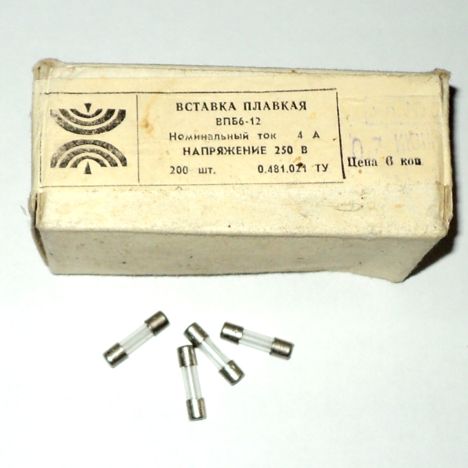 ВСТАВКА ПЛАВКАЯ
ВПБ6-12
Номинальный ток 4 А
НАПРЯЖЕНИЕ 250 В
200 шт. 0.481.021 ТУ
Цена 6 коп